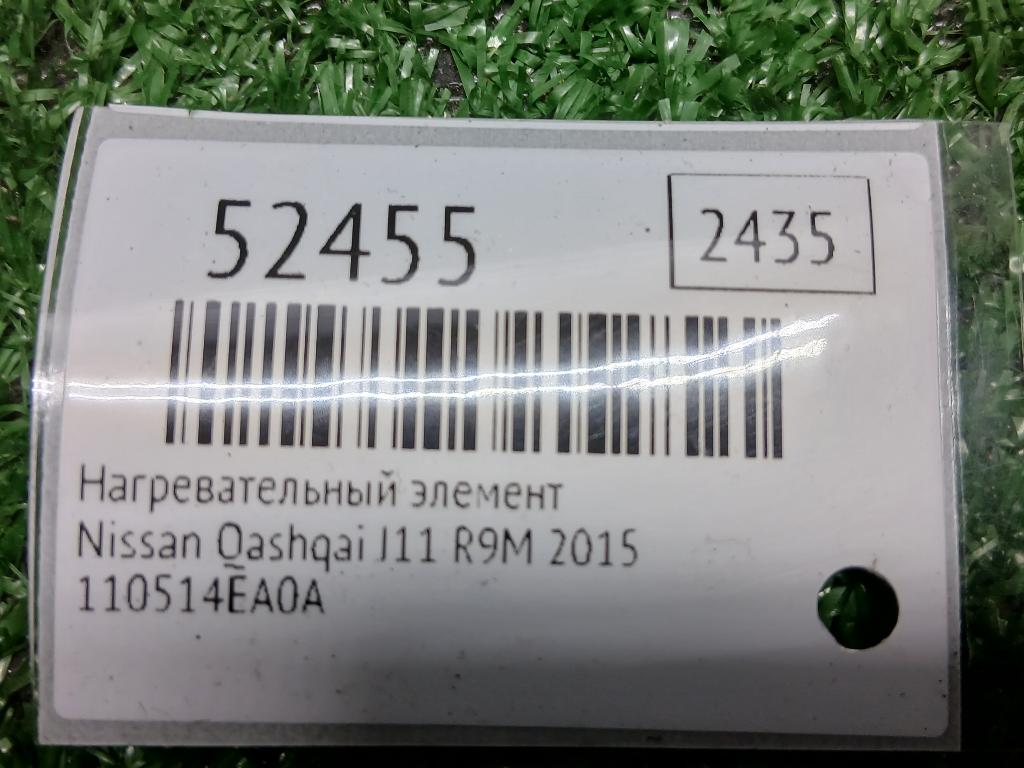 52455
2435
Нагревательный элемент
Nissan Qashqai J11 R9M 2015
110514EA0A